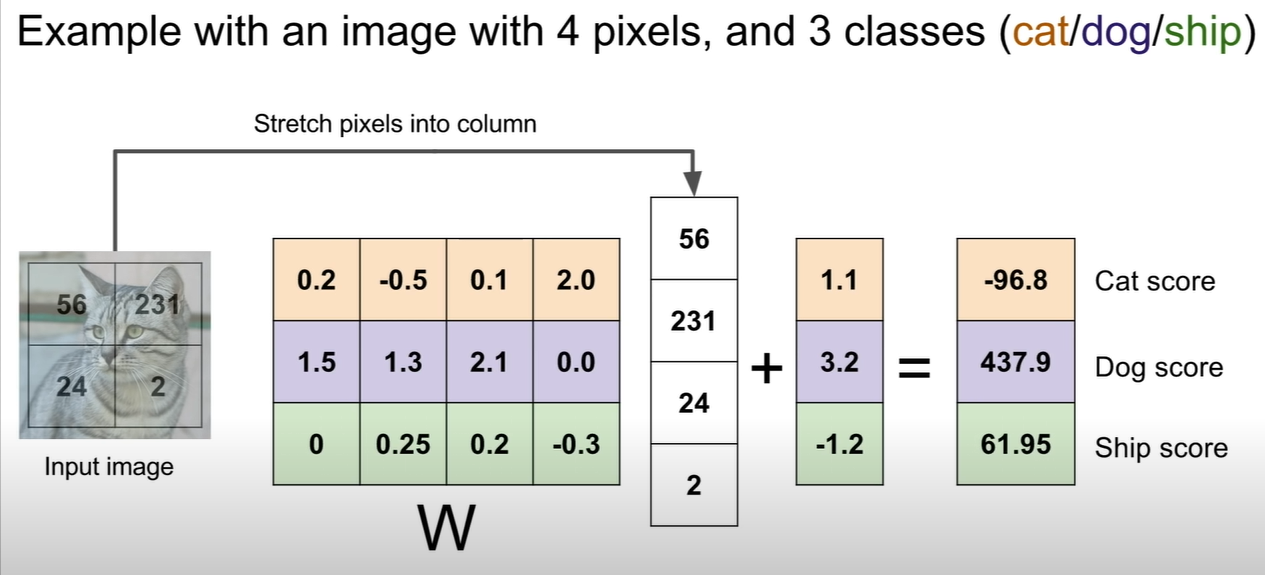 Example with an image with 4 pixels, and 3 classes (cat/dog/ship)
Stretch pixels into column
56 231
24 2
Input image
0.2 -0.5 0.1 2.0
1.5 1.3 2.1 0.0
0 0.25 0.2 -0.3
W
56
231
24
2
+
1.1
3.2
-1.2
=
-96.8 Cat score
437.9 Dog score
61.95 Ship score